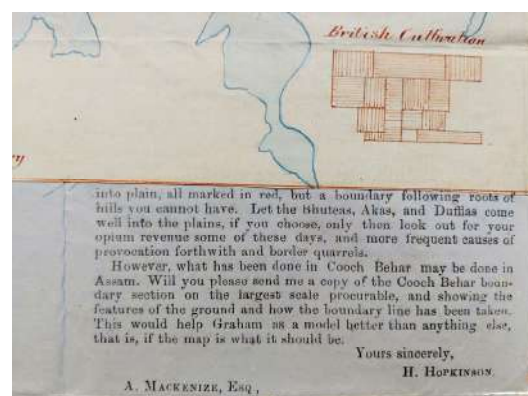 British Cultivation
ry
into plain, all marked in red, but a boundary following roots of
hills you cannot have. Let the Bhuteas, Akas, and Dufflas come
well into the plains, if you choose, only then look out for your
opium revenue some of these days, and more frequent causes of
provocation forthwith and border quarrels.
However, what has been done in Cooch Behar may be done in
Assam. Will you please send me a copy of the Cooch Behar boun-
dary section on the largest scale procurable, and showing the
features of the ground and how the boundary line has been taken.
This would help Graham as a model better than anything else,
that is, if the map is what it should be.
Yours sincerely,
H. HOPKINSON.
A. MACKENIZE, ESQ.,